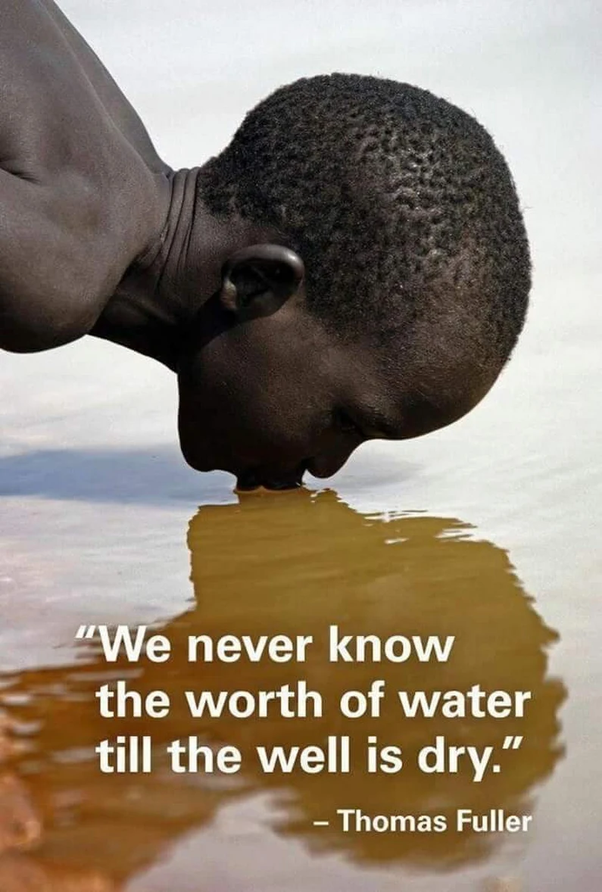 “We never know
the worth of water
till the well is dry.”
– Thomas Fuller